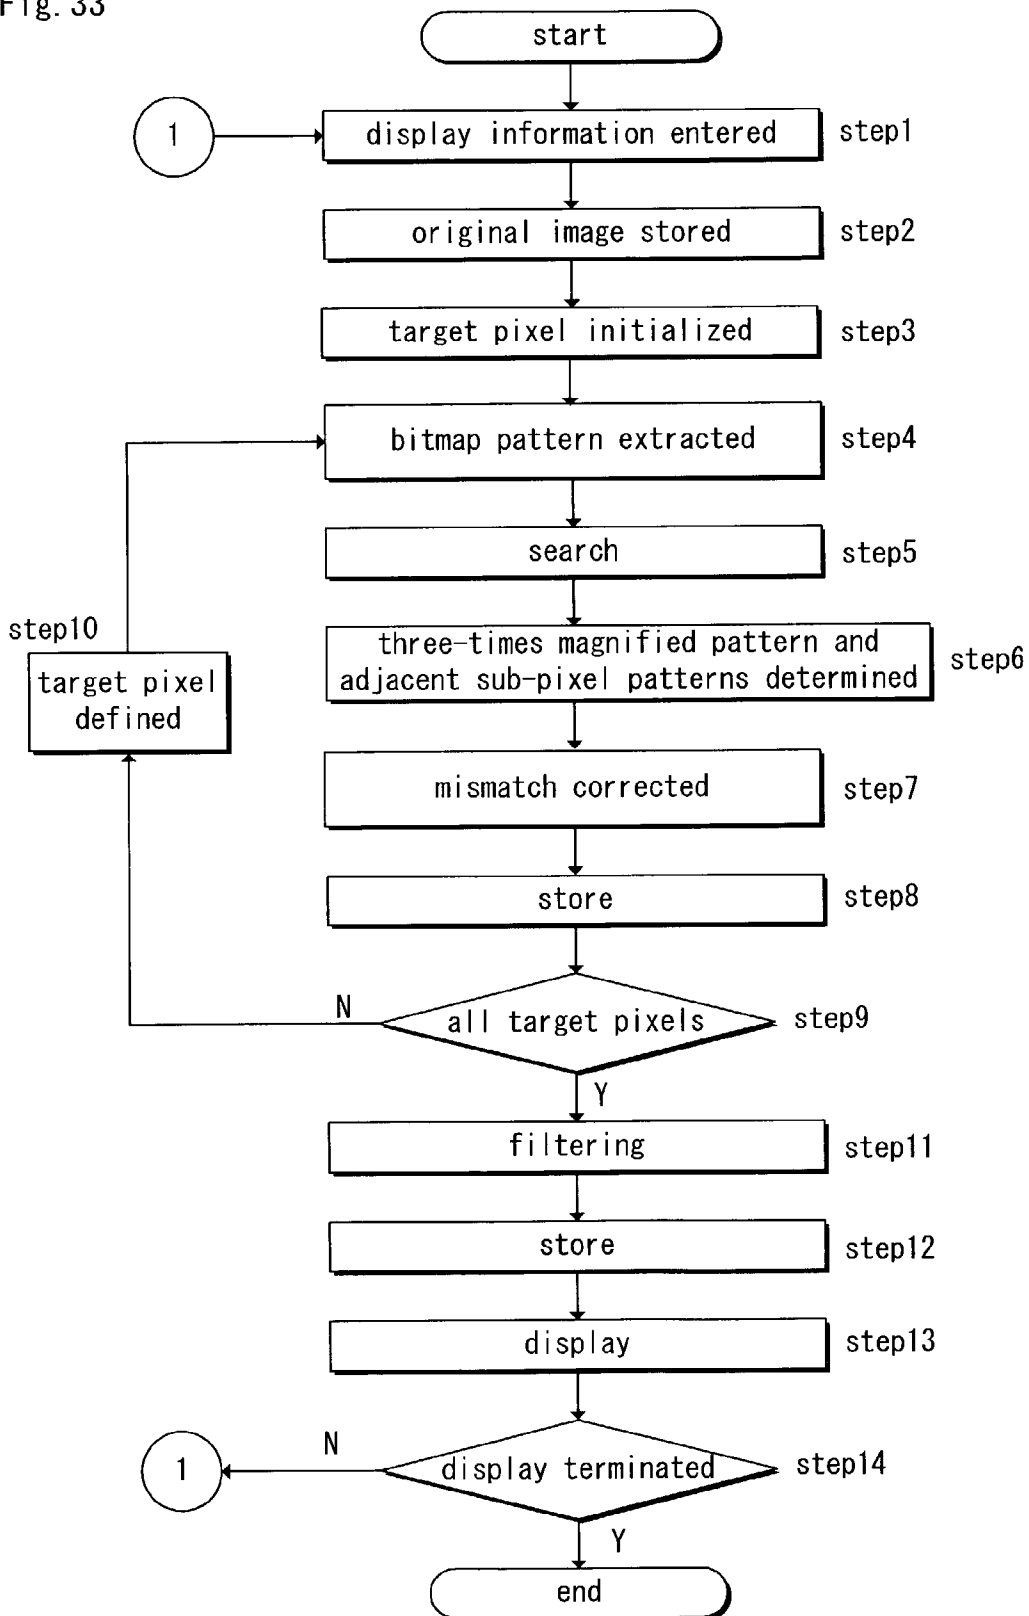 Fig. 33
start
1
display information entered
step1
original image stored
step2
target pixel initialized
step3
bitmap pattern extracted
step4
search
step5
step10
target pixel
defined
three-times magnified pattern and
adjacent sub-pixel patterns determined
step6
mismatch corrected
step7
store
step8
N
all target pixels
step9
Y
filtering
step11
store
step12
display
step13
1
N
display terminated
step14
Y
end